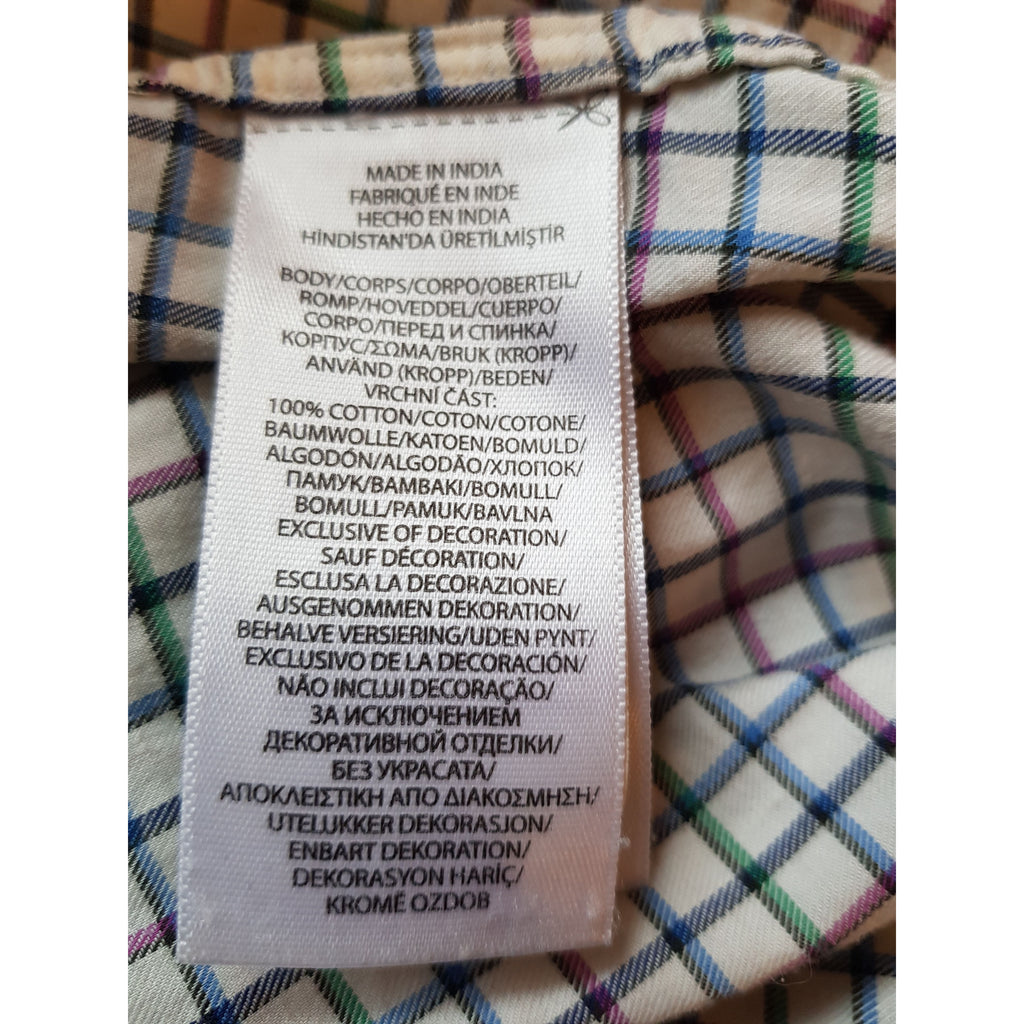 MADE IN INDIA
FABRIQUÉ EN INDE
HECHO EN INDIA
HİNDİSTAN'DA ÜRETİLMİŞTİR
BODY/CORPS/CORPO/OBERTEIL/
ROMP/HOVEDDEL/CUERPO/
CORPO/ПЕРЕД И СПИНКА/
КОРПУС/ΣΩΜΑ/BRUK (KROPP)/
ANVÄND (KROPP)/BEDEN/
VRCHNÍ ČÁST:
100% COTTON/COTON/COTONE/
BAUMWOLLE/KATOEN/BOMULD/
ALGODÓN/ALGODÃO/ХЛОПОК/
ПАМУК/ΒΑΜΒΑΚΙ/BOMULL/
BOMULL/PAMUK/BAVLNA
EXCLUSIVE OF DECORATION/
SAUF DÉCORATION/
ESCLUSA LA DECORAZIONE/
AUSGENOMMEN DEKORATION/
BEHALVE VERSIERING/UDEN PYNT/
EXCLUSIVO DE LA DECORACIÓN/
NÃO INCLUI DECORAÇÃO/
ЗА ИСКЛЮЧЕНИЕМ
ДЕКОРАТИВНОЙ ОТДЕЛКИ/
БЕЗ УКРАСАТА/
ΑΠΟΚΛΕΙΣΤΙΚΗ ΑΠΟ ΔΙΑΚΟΣΜΗΣΗ/
UTELUKKER DEKORASJON/
ENBART DEKORATION/
DEKORASYON HARİÇ/
KROMĚ OZDOB